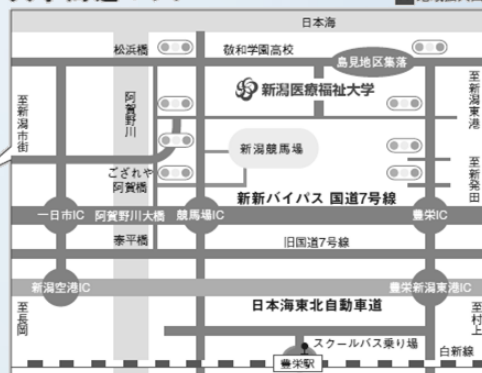 日本海
松浜橋
敬和学園高校
島見地区集落
至新潟東港
新潟医療福祉大学
阿賀野川
至新潟市街
新潟競馬場
至新発田
ござれや
阿賀橋
新新バイパス 国道7号線
一日市IC
阿賀野川大橋
競馬場IC
豊栄IC
泰平橋
旧国道7号線
新潟空港IC
豊栄新潟東港IC
至長岡
日本海東北自動車道
至村上
スクールバス乗り場
白新線
豊栄駅